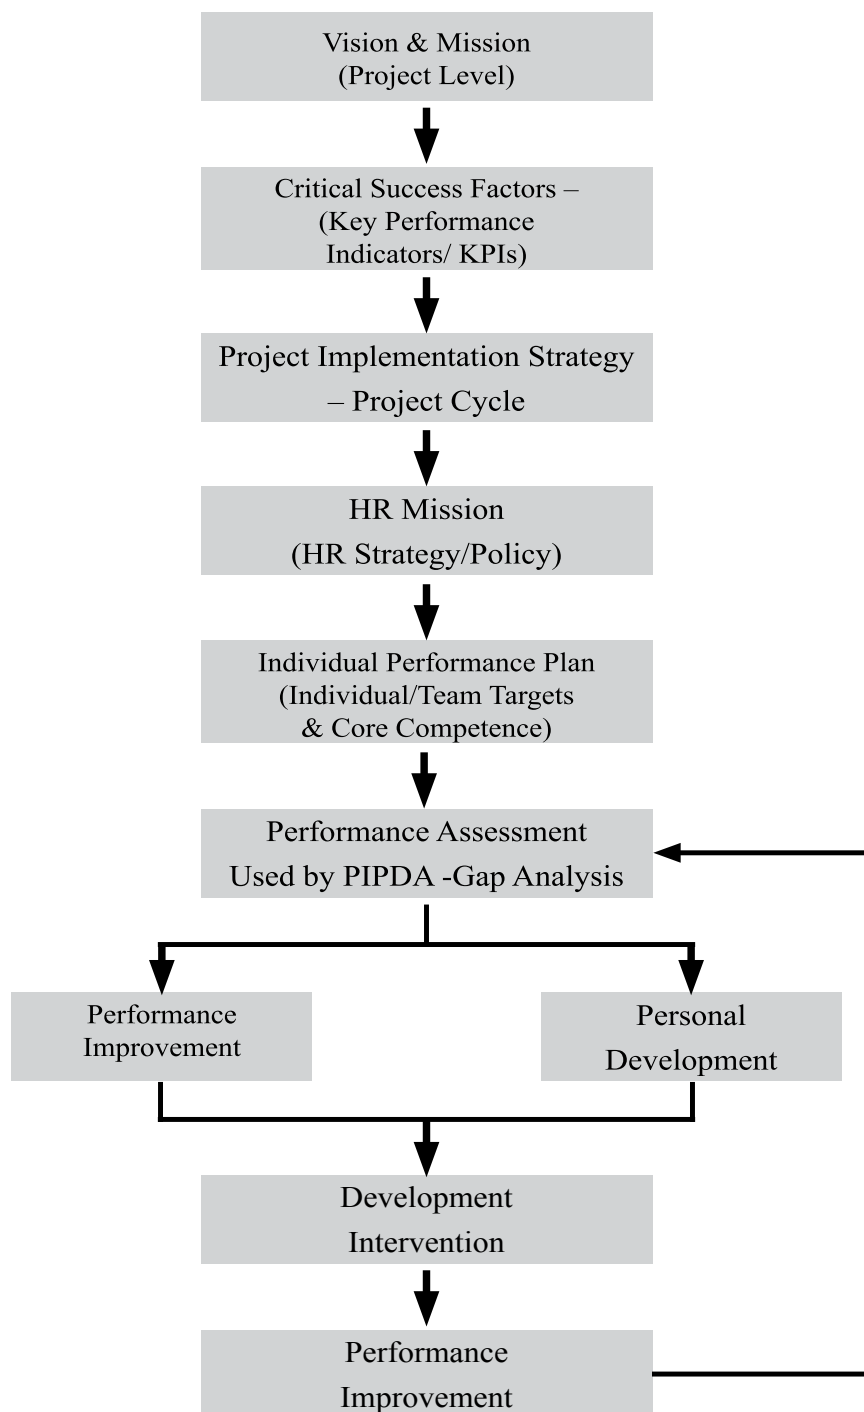 Vision & Mission
(Project Level)
Critical Success Factors –
(Key Performance
Indicators/ KPIs)
Project Implementation Strategy
– Project Cycle
HR Mission
(HR Strategy/Policy)
Individual Performance Plan
(Individual/Team Targets
& Core Competence)
Performance Assessment
Used by PIPDA -Gap Analysis
Performance
Improvement
Personal
Development
Development
Intervention
Performance
Improvement